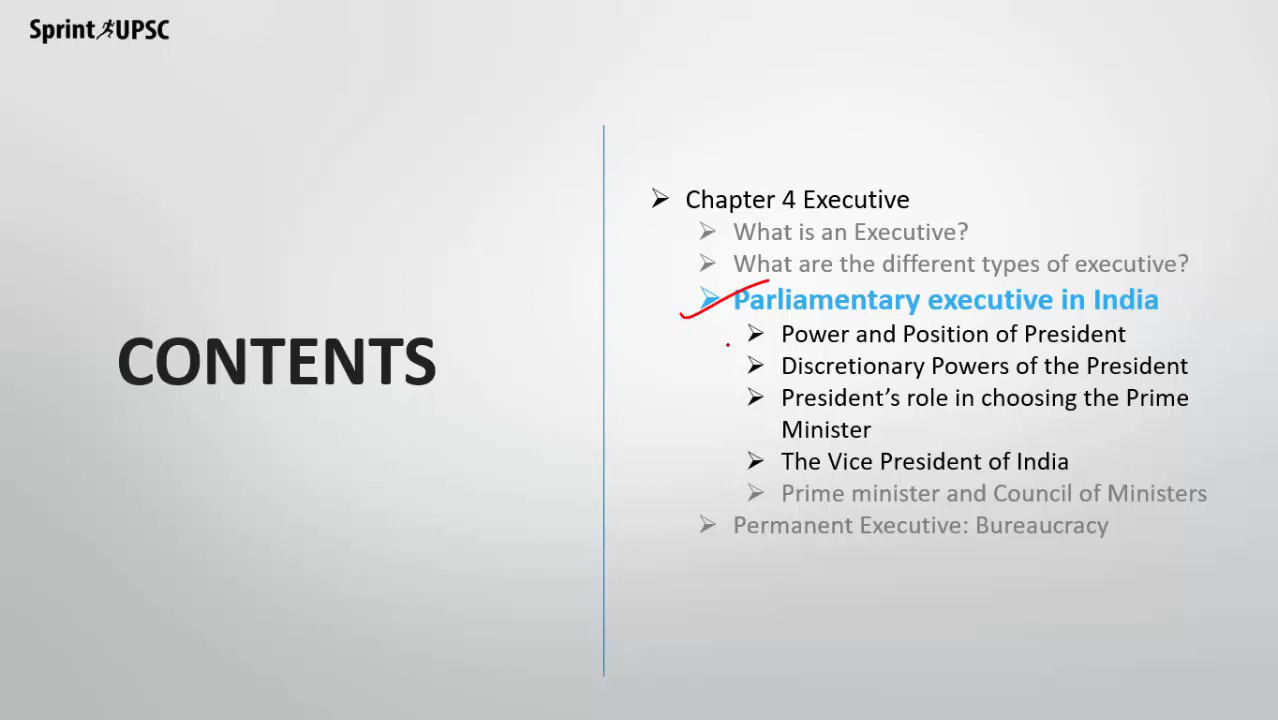 Sprint UPSC
CONTENTS
Chapter 4 Executive
What is an Executive?
What are the different types of executive?
Parliamentary executive in India
Power and Position of President
Discretionary Powers of the President
President’s role in choosing the Prime
Minister
The Vice President of India
Prime minister and Council of Ministers
Permanent Executive: Bureaucracy